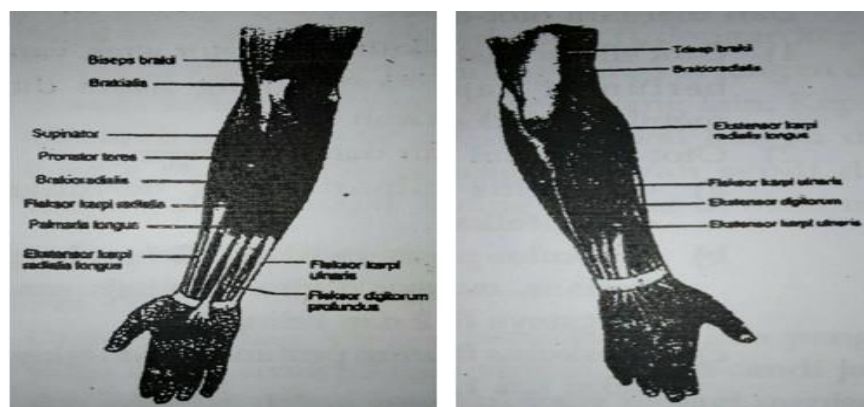 Biseps brakii
Brakialis
Supinator
Pronator teres
Brakioradialis
Fleksor karpi radialis
Palmaris longus
Ekstensor karpi
radialis longus
Fleksor karpi
ulnaris
Fleksor digitorum
profundus
Trisep brakii
Brakioradialis
Ekstensor karpi
radialis longus
Fleksor karpi ulnaris
Ekstensor digitorum
Ekstensor karpi ulnaris